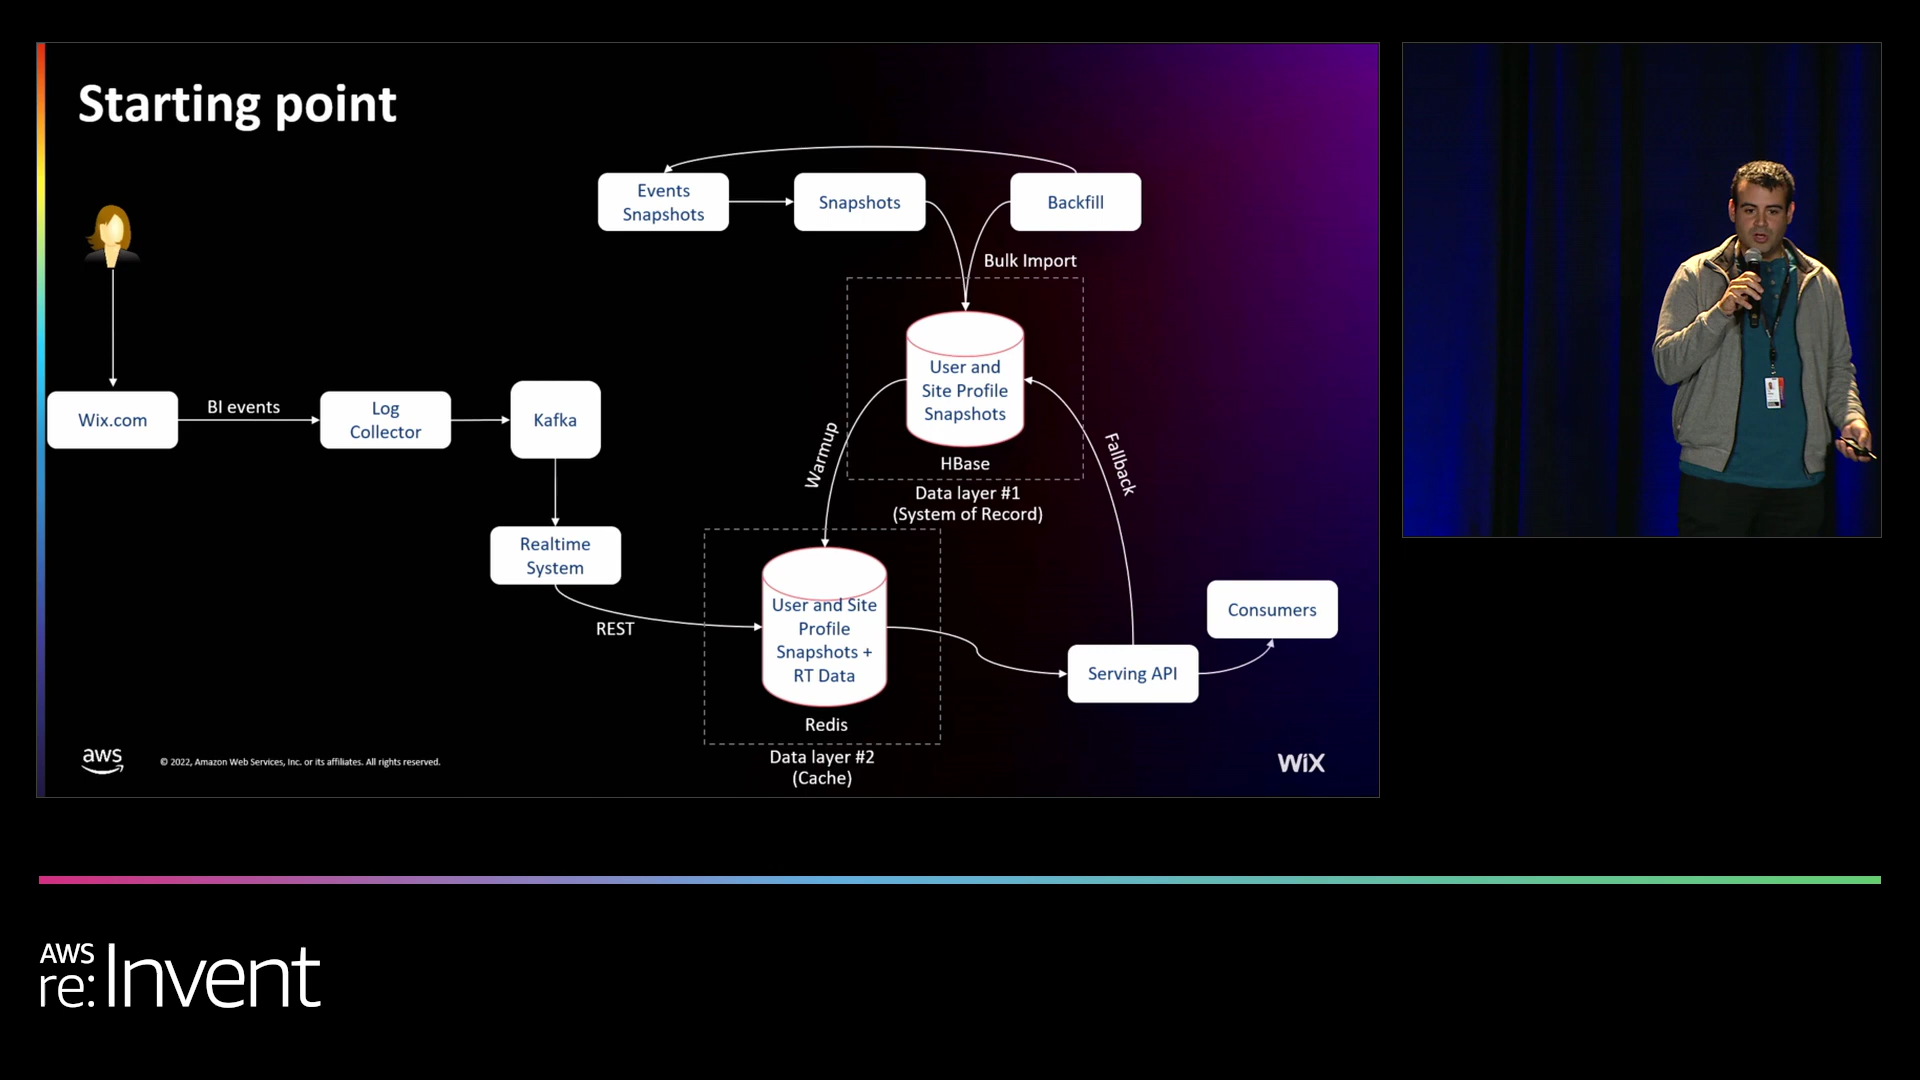 Starting point
Events
Snapshots
Snapshots
Backfill
Bulk Import
User and
Site Profile
Snapshots
HBase
Data layer #1
(System of Record)
Wix.com
BI events
Log
Collector
Kafka
Warmup
Fallback
Realtime
System
REST
User and Site
Profile
Snapshots +
RT Data
Redis
Data layer #2
(Cache)
Serving API
Consumers
aws
© 2022, Amazon Web Services, Inc. or its affiliates. All rights reserved.
WiX
AWS
re:Invent